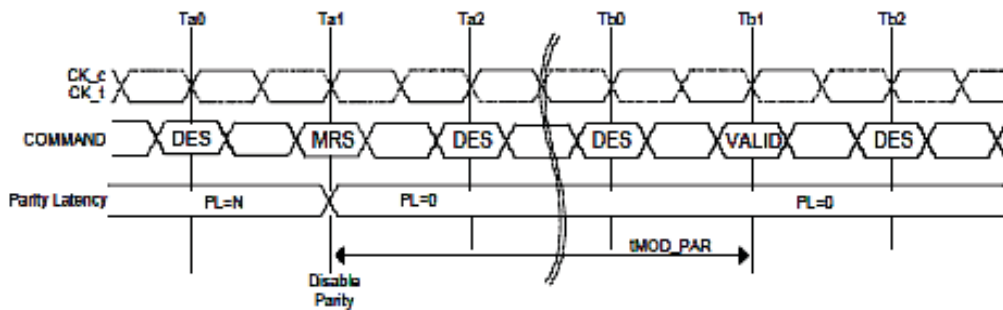 Ta0 Ta1 Ta2 Tb0 Tb1 Tb2
CK_c
CK_t
COMMAND DES MRS DES DES VALID DES
Parity Latency PL=N PL=0 PL=0
tMOD_PAR
Disable
Parity